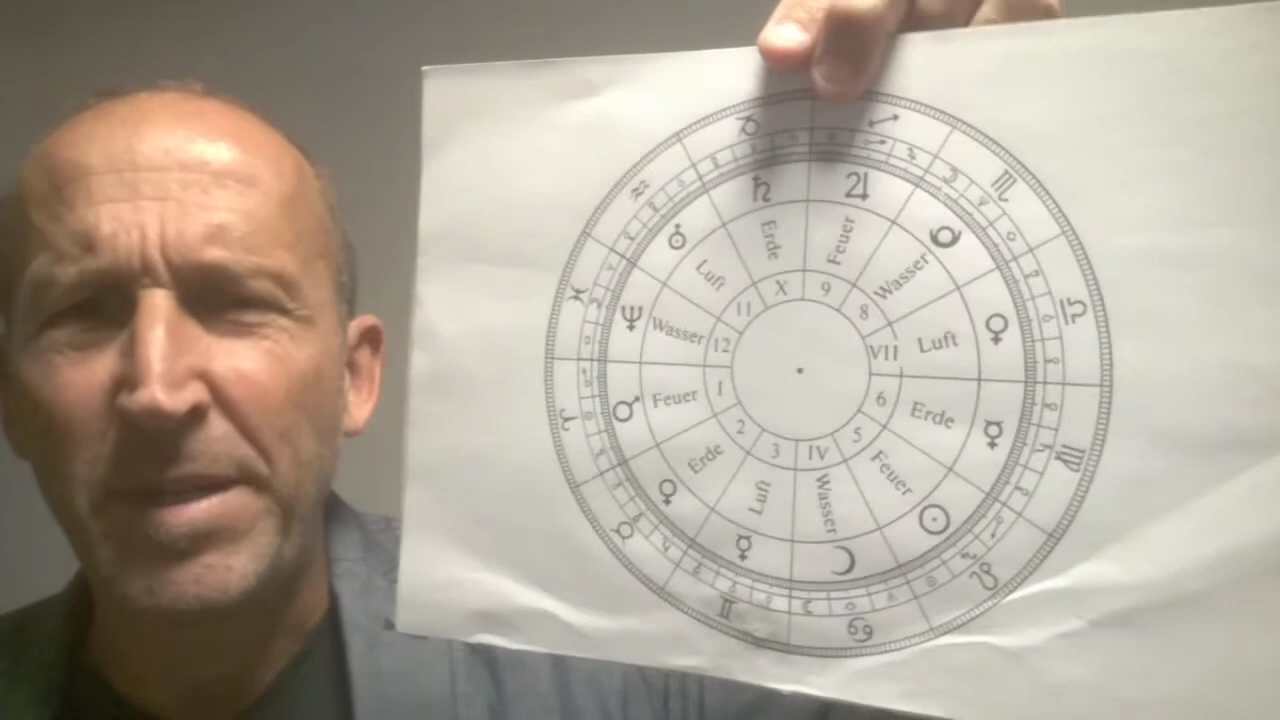 Erde
Feuer
Luft
Wasser
X
9
11
8
Wasser
12
VII
Luft
Feuer
I
6
Erde
2
5
3
IV
Erde
Luft
Wasser
Feuer